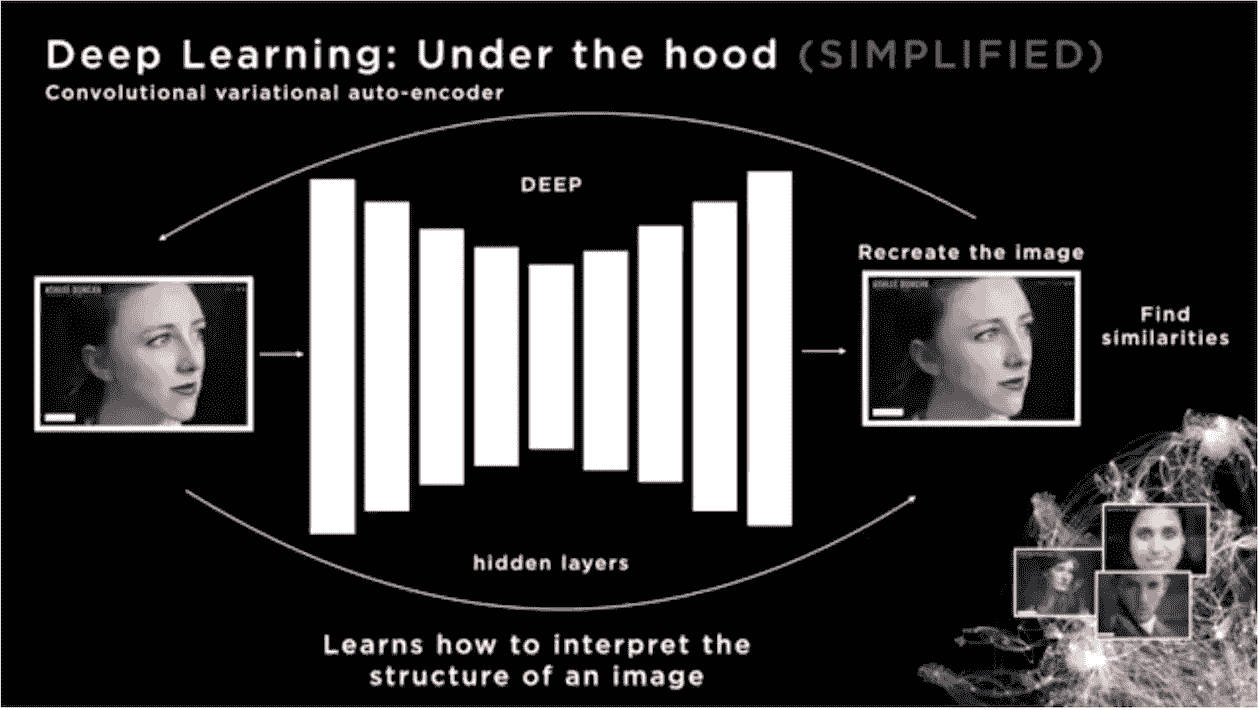 Deep Learning: Under the hood (SIMPLIFIED)
Convolutional variational auto-encoder
DEEP
Recreate the image
Find
similarities
hidden layers
Learns how to interpret the
structure of an image